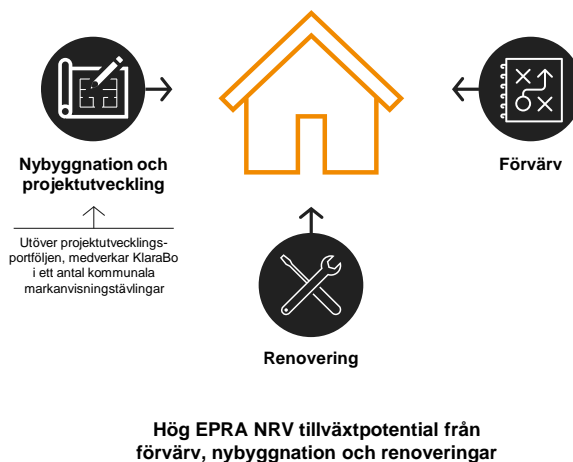 Nybyggnation och
projektutveckling
Utöver projektutvecklings-
portföljen, medverkar KlaraBo
i ett antal kommunala
markanvisningstävlingar
Förvärv
Renovering
Hög EPRA NRV tillväxtpotential från
förvärv, nybyggnation och renoveringar